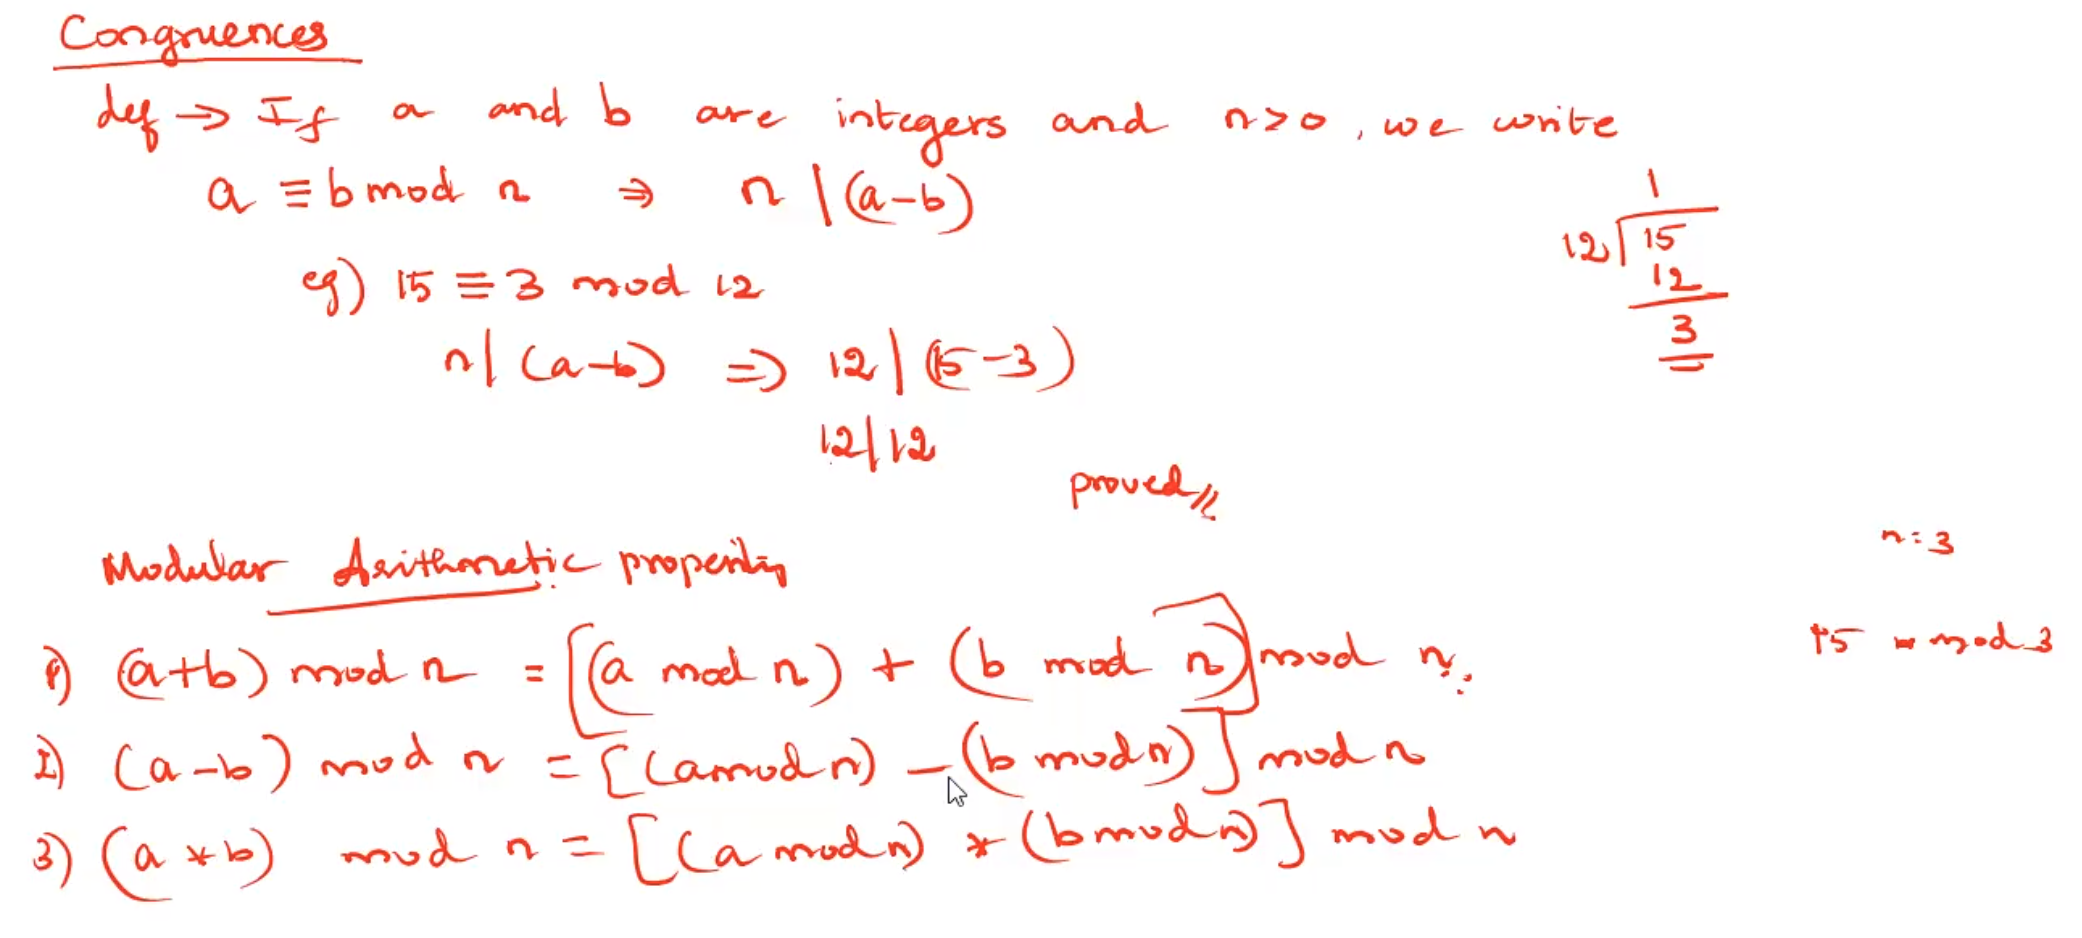 Congruences
def → If a and b are integers and n>0, we write
a ≡ b mod n ⇒ n | (a-b)
1
12 15
12
3
eg) 15 ≡ 3 mod 12
n | (a-b) ⇒ 12 | (15-3)
12 | 12
proved //
n = 3
Modular Arithmetic
1) (a+b) mod n = [(a mod n) + (b mod n)] mod n
15 mod 3
2) (a-b) mod n = [(a mod n) - (b mod n)] mod n
3) (a * b) mod n = [(a mod n) * (b mod n)] mod n